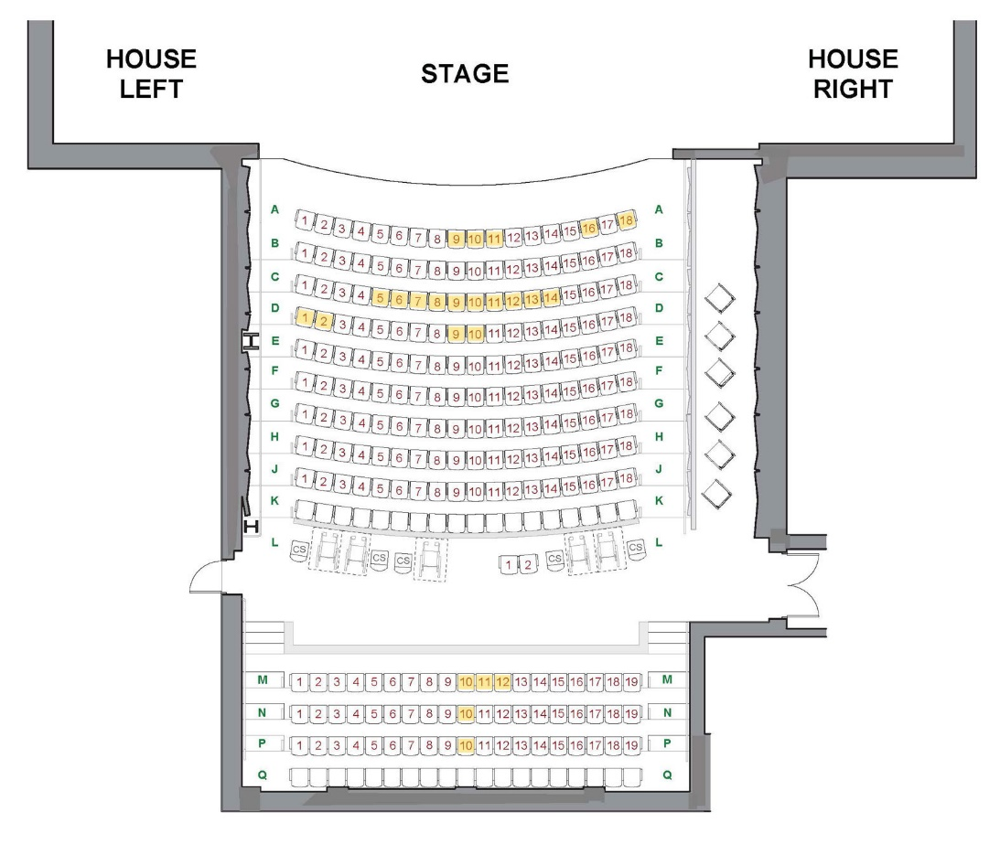 HOUSE
LEFT
STAGE
HOUSE
RIGHT
A 1 2 3 4 5 6 7 8 9 10 11 12 13 14 15 16 17 18 A
B 1 2 3 4 5 6 7 8 9 10 11 12 13 14 15 16 17 18 B
C 1 2 3 4 5 6 7 8 9 10 11 12 13 14 15 16 17 18 C
D 1 2 3 4 5 6 7 8 9 10 11 12 13 14 15 16 17 18 D
E 1 2 3 4 5 6 7 8 9 10 11 12 13 14 15 16 17 18 E
F 1 2 3 4 5 6 7 8 9 10 11 12 13 14 15 16 17 18 F
G 1 2 3 4 5 6 7 8 9 10 11 12 13 14 15 16 17 18 G
H 1 2 3 4 5 6 7 8 9 10 11 12 13 14 15 16 17 18 H
J 1 2 3 4 5 6 7 8 9 10 11 12 13 14 15 16 17 18 J
K K
L CS CS CS 1 2 CS CS L
M 1 2 3 4 5 6 7 8 9 10 11 12 13 14 15 16 17 18 19 M
N 1 2 3 4 5 6 7 8 9 10 11 12 13 14 15 16 17 18 19 N
P 1 2 3 4 5 6 7 8 9 10 11 12 13 14 15 16 17 18 19 P
Q Q